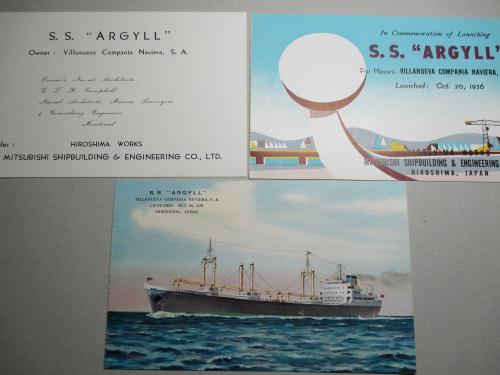 S. S. "ARGYLL"
Owner : Villanueva Compania Naviera, S. A.
Owner's Naval Architects.
G. T. R. Campbell
Naval Architects, Marine Surveyors
& Consulting Engineers
Montreal
der : HIROSHIMA WORKS
MITSUBISHI SHIPBUILDING & ENGINEERING CO., LTD.
In Commemoration of Launching
S. S. "ARGYLL"
For Messrs. VILLANUEVA COMPANIA NAVIERA,
Launched : Oct. 20, 1956
WORKS
MITSUBISHI SHIPBUILDING & ENGINEERING
HIROSHIMA, JAPAN
S. S. "ARGYLL"
VILLANUEVA COMPANIA NAVIERA, S. A.
LAUNCHED: OCT. 20, 1956
HIROSHIMA, JAPAN